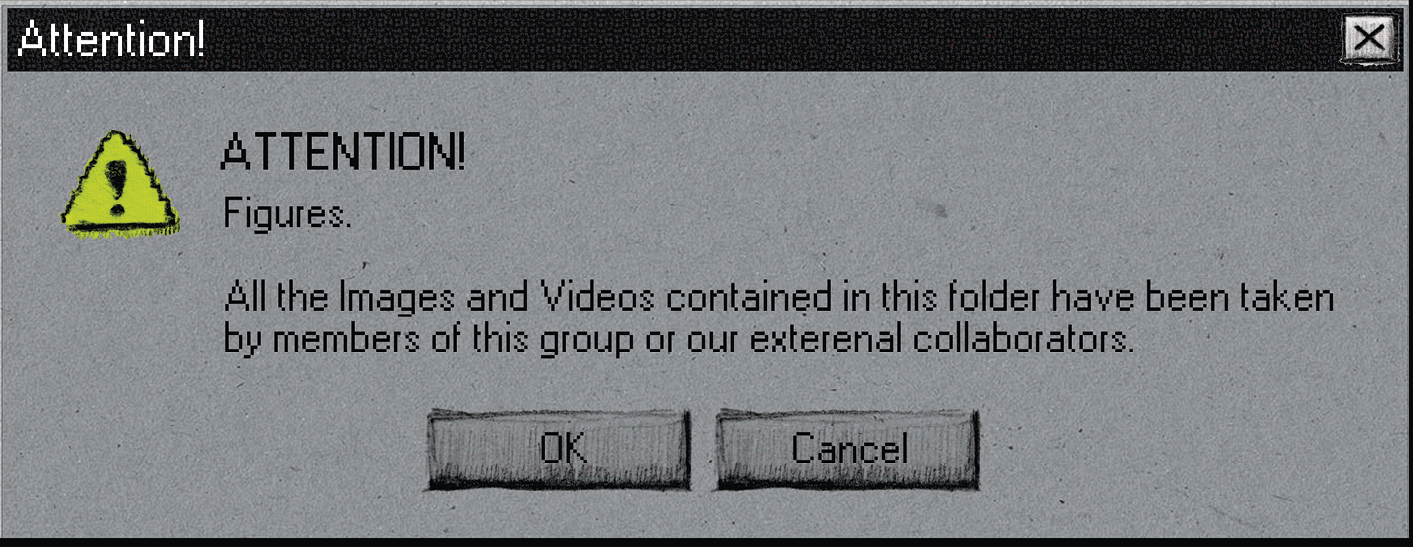 Attention!
ATTENTION!
Figures.
All the Images and Videos contained in this folder have been taken
by members of this group or our exterenal collaborators.
OK
Cancel